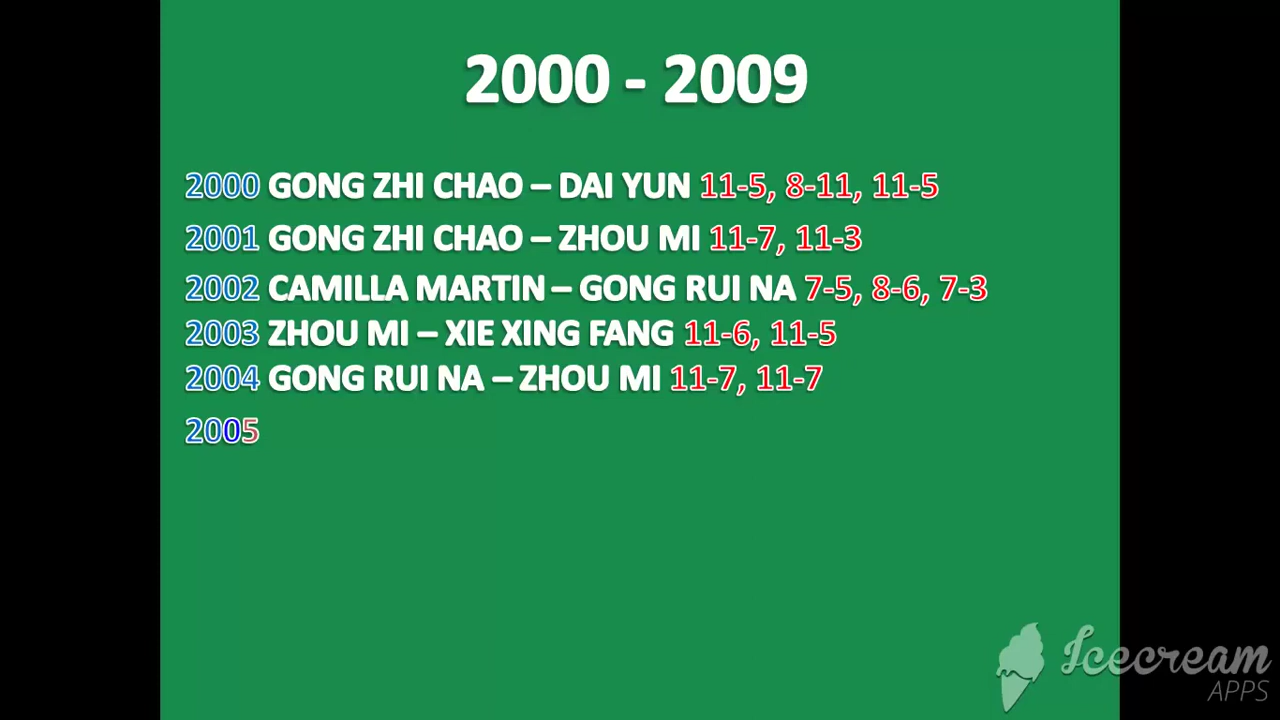 2000 - 2009
2000 GONG ZHI CHAO – DAI YUN 11-5, 8-11, 11-5
2001 GONG ZHI CHAO – ZHOU MI 11-7, 11-3
2002 CAMILLA MARTIN – GONG RUI NA 7-5, 8-6, 7-3
2003 ZHOU MI – XIE XING FANG 11-6, 11-5
2004 GONG RUI NA – ZHOU MI 11-7, 11-7
2005
Icecream
APPS